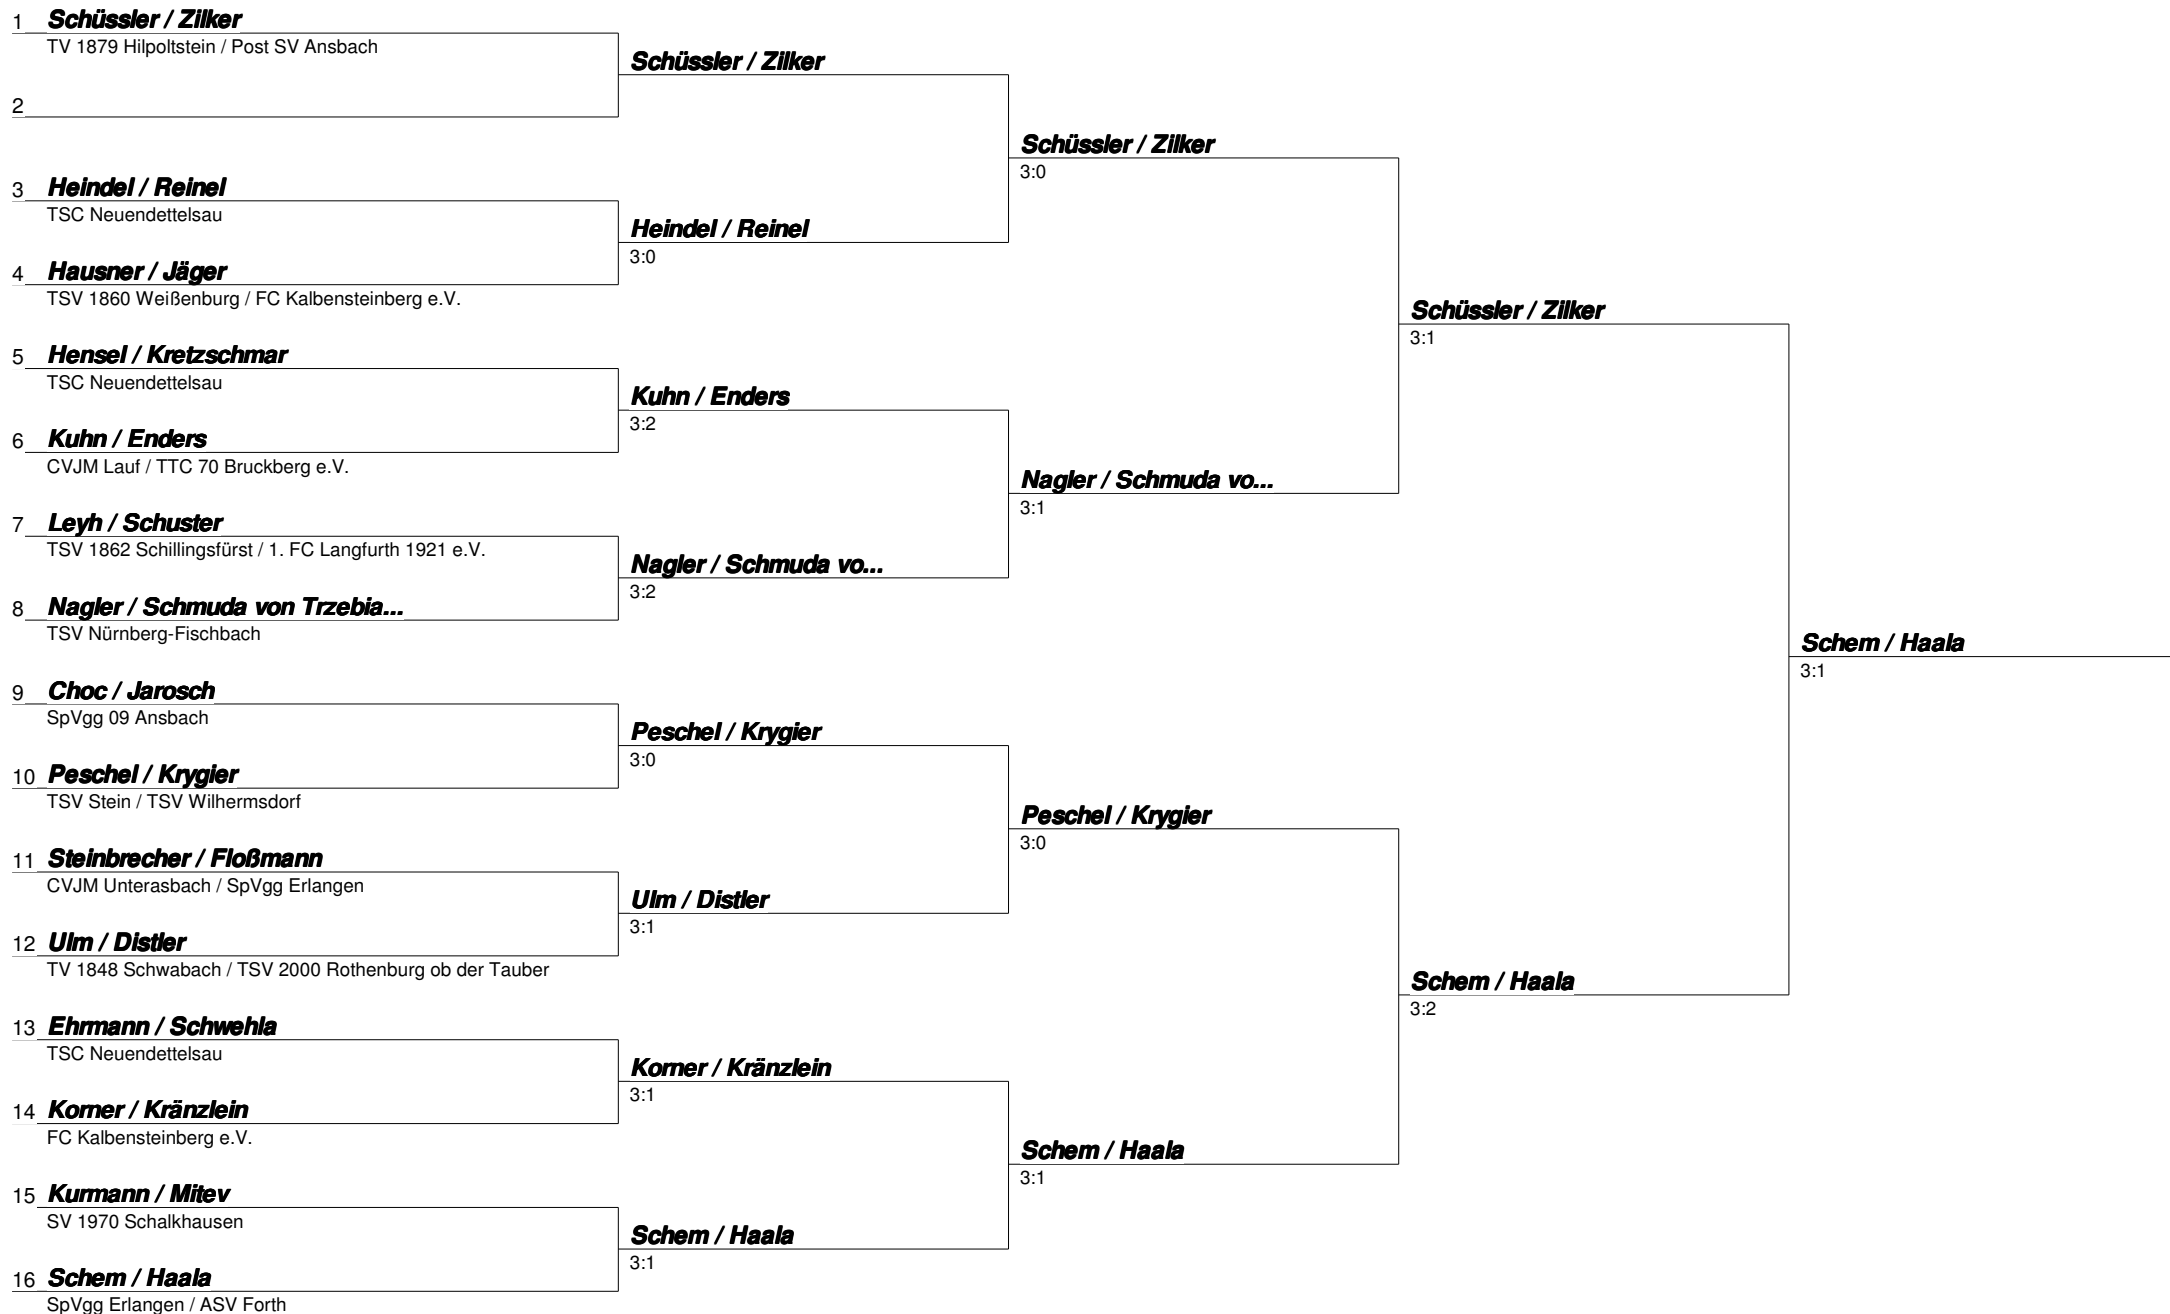 1 Schüssler / Zilker
TV 1879 Hilpoltstein / Post SV Ansbach
Schüssler / Zilker
2
Schüssler / Zilker
3:0
3 Heindel / Reinel
TSC Neuendettelsau
Heindel / Reinel
3:0
4 Hausner / Jäger
TSV 1860 Weißenburg / FC Kalbensteinberg e.V.
Schüssler / Zilker
3:1
5 Hensel / Kretzschmar
TSC Neuendettelsau
Kuhn / Enders
3:2
6 Kuhn / Enders
CVJM Lauf / TTC 70 Bruckberg e.V.
Nagler / Schmuda vo...
3:1
7 Leyh / Schuster
TSV 1862 Schillingsfürst / 1. FC Langfurth 1921 e.V.
Nagler / Schmuda vo...
3:2
8 Nagler / Schmuda von Trzebia...
TSV Nürnberg-Fischbach
Schem / Haala
3:1
9 Choc / Jarosch
SpVgg 09 Ansbach
Peschel / Krygier
3:0
10 Peschel / Krygier
TSV Stein / TSV Wilhermsdorf
Peschel / Krygier
3:0
11 Steinbrecher / Floßmann
CVJM Unterasbach / SpVgg Erlangen
Ulm / Distler
3:1
12 Ulm / Distler
TV 1848 Schwabach / TSV 2000 Rothenburg ob der Tauber
Schem / Haala
3:2
13 Ehrmann / Schwehla
TSC Neuendettelsau
Korner / Kränzlein
3:1
14 Korner / Kränzlein
FC Kalbensteinberg e.V.
Schem / Haala
3:1
15 Kurmann / Mitev
SV 1970 Schalkhausen
Schem / Haala
3:1
16 Schem / Haala
SpVgg Erlangen / ASV Forth